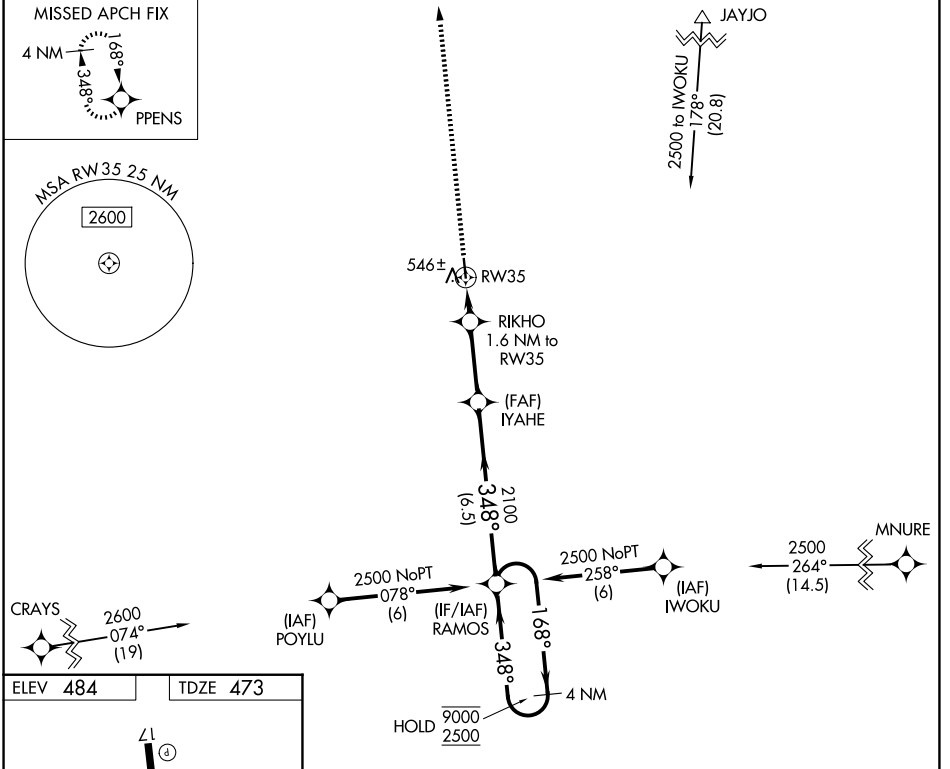 MISSED APCH FIX
4 NM
168°
348°
PPENS
JAYJO
2500 to IWOKU
178°
(20.8)
MSA RW35 25 NM
2600
546±
RW35
RIKHO
1.6 NM to
RW35
(FAF)
IYAHE
2100
348°
(6.5)
MNURE
2500
264°
(14.5)
2500 NoPT
258°
(6)
(IAF)
IWOKU
2500 NoPT
078°
(6)
(IAF)
POYLU
(IF/IAF)
RAMOS
CRAYS
2600
074°
(19)
168°
348°
4 NM
HOLD
9000
2500
ELEV 484
TDZE 473
17
P